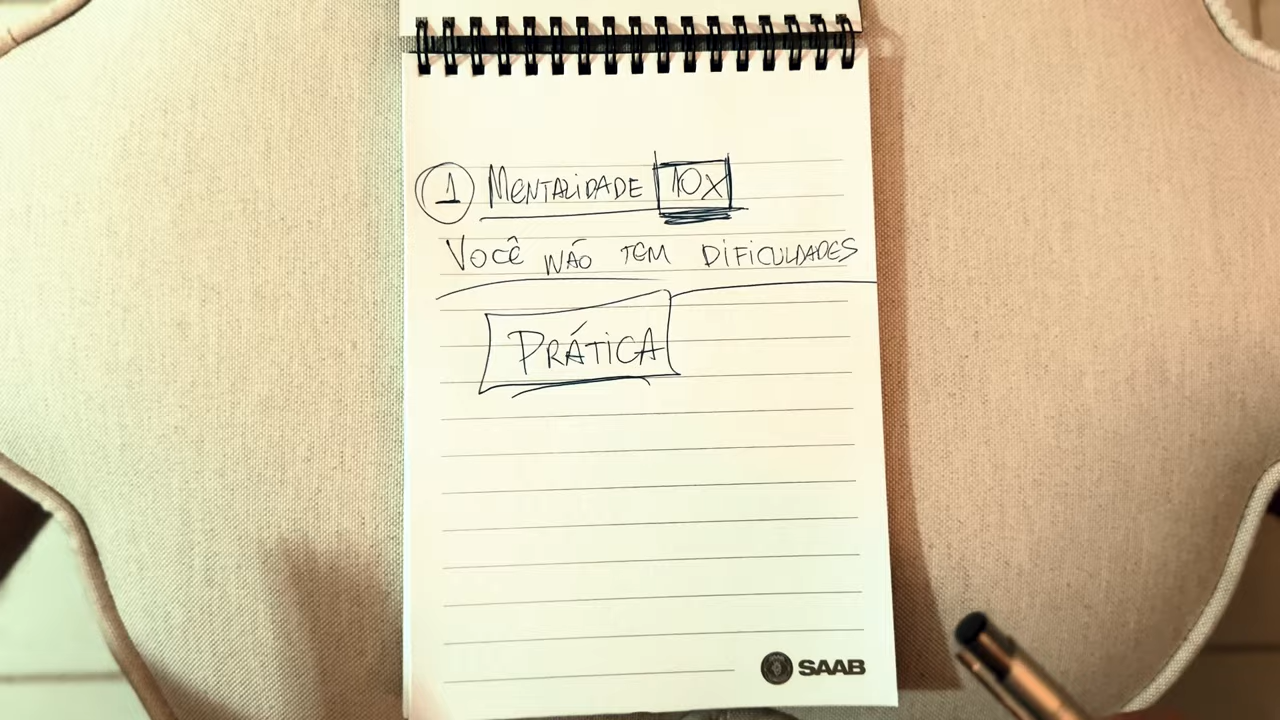 1 MENTALIDADE 10X
VOCÊ NÃO TEM DIFICULDADES
PRÁTICA
SAAB